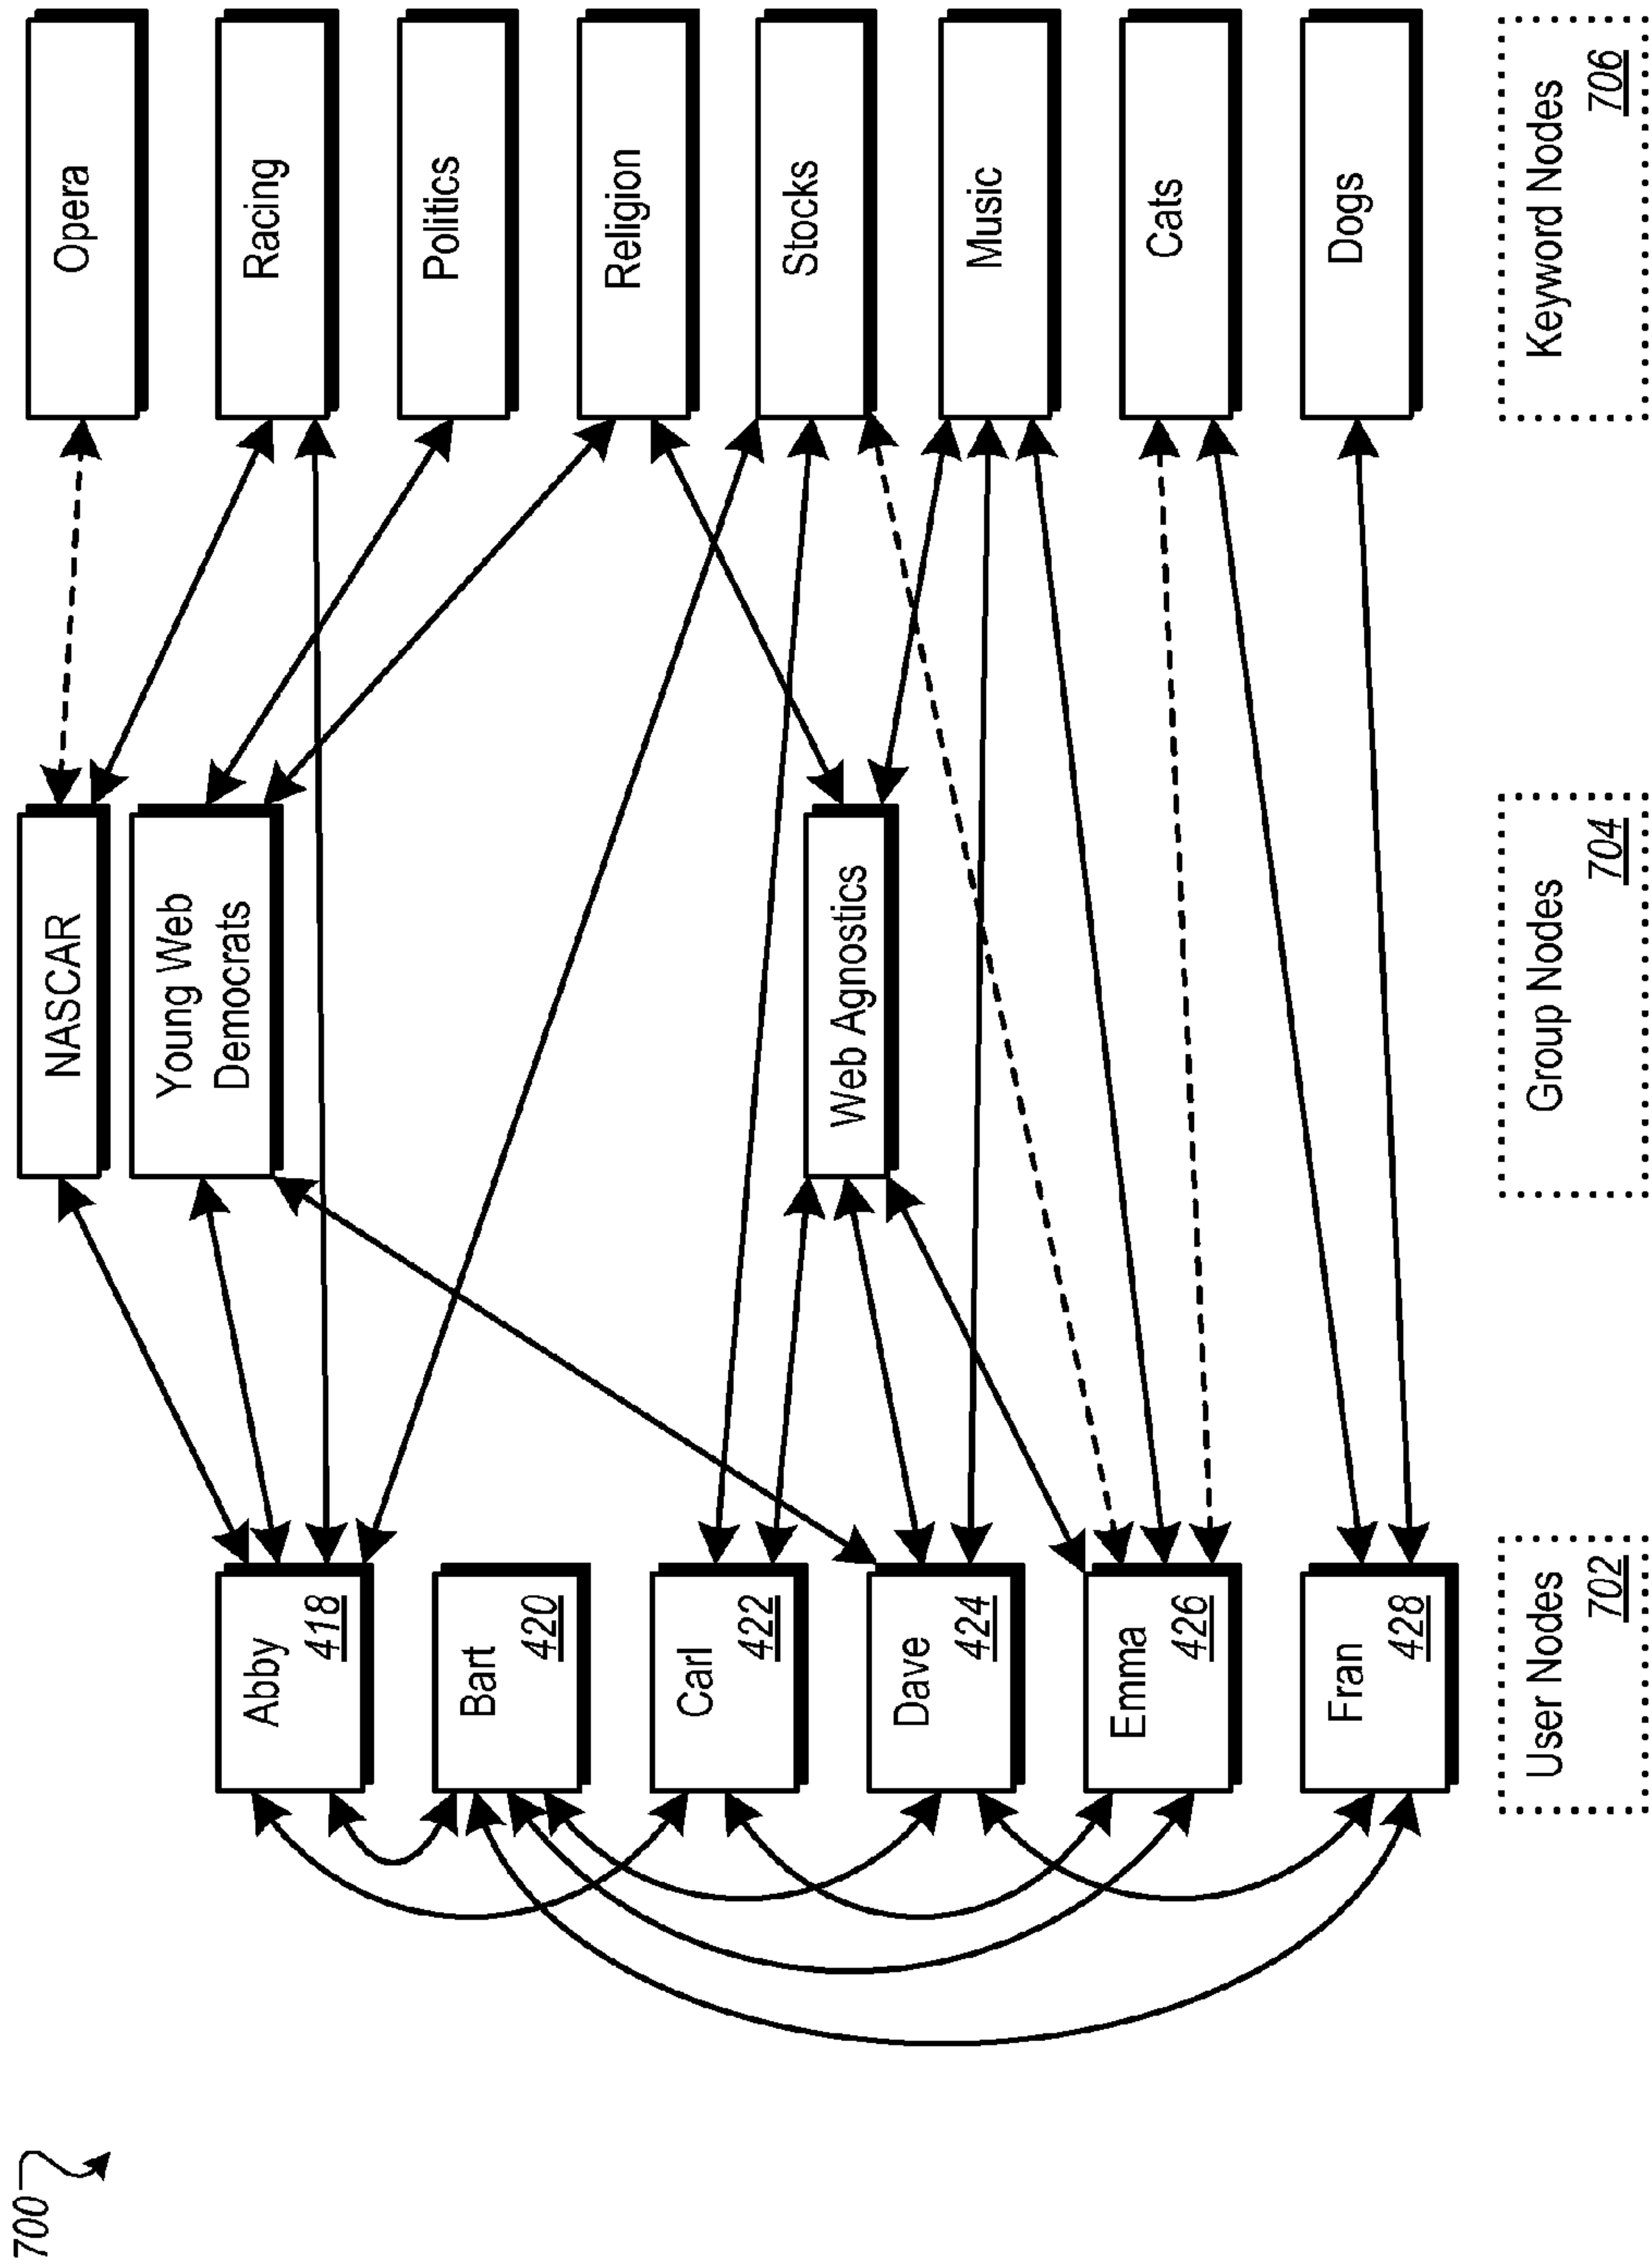 700
Abby
418
Bart
420
Carl
422
Dave
424
Emma
426
Fran
428
User Nodes
702
NASCAR
Young Web
Democrats
Web Agnostics
Group Nodes
704
Opera
Racing
Politics
Religion
Stocks
Music
Cats
Dogs
Keyword Nodes
706